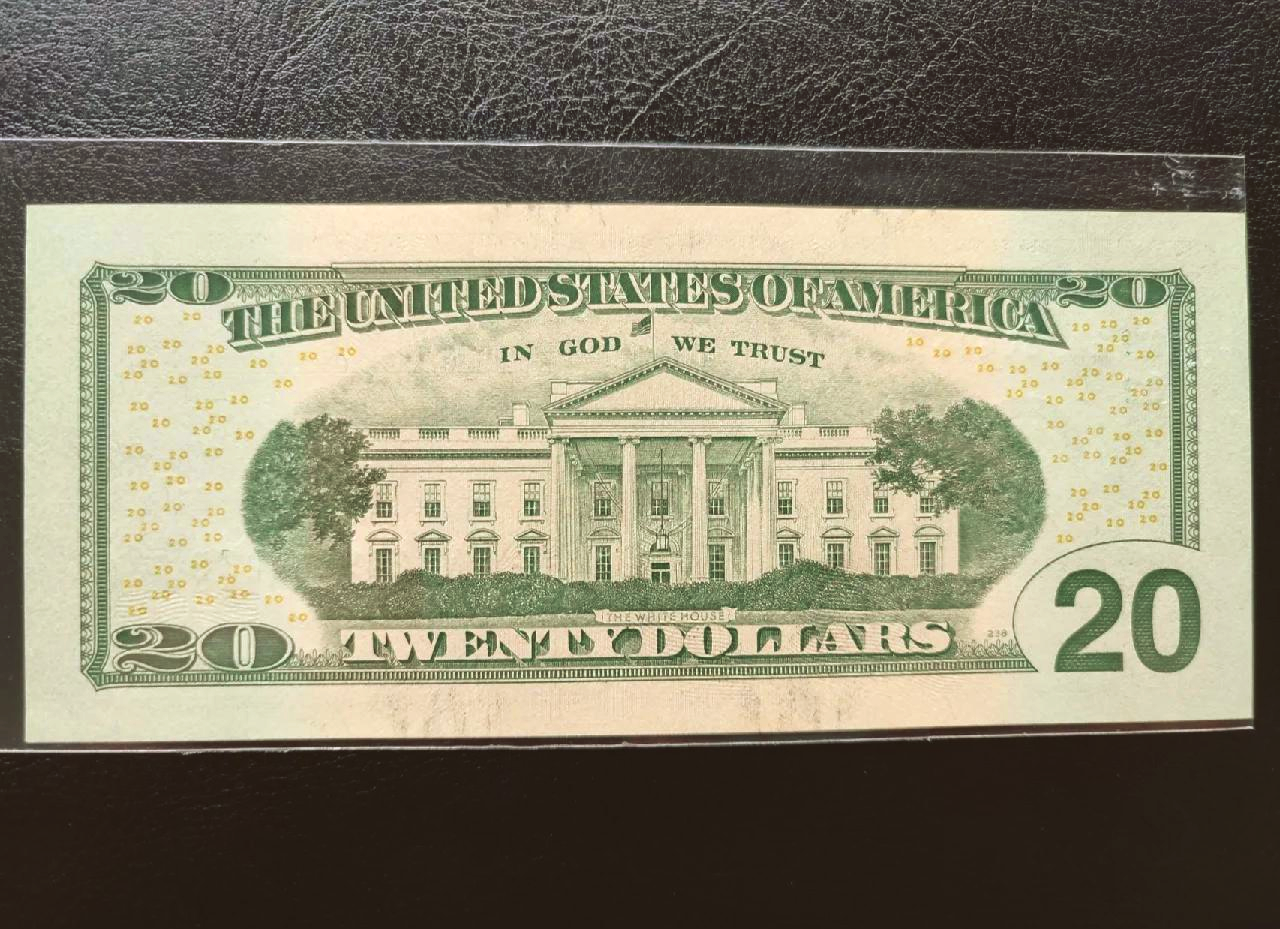 20 THE UNITED STATES OF AMERICA 20
IN GOD WE TRUST
THE WHITE HOUSE
20 TWENTY DOLLARS 20